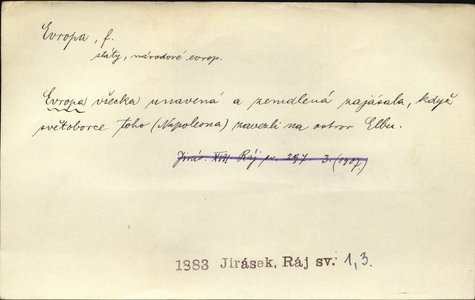 Evropa, f.
státy, národové evrop.
Evropa všecka unavená a zemdlená zajásala, když
světoborce toho (Napoleona) zavezli na ostrov Elbu.
Jirás. XIII Ráj 297. 3. (1907)
1883 Jirásek, Ráj sv. 1,3.